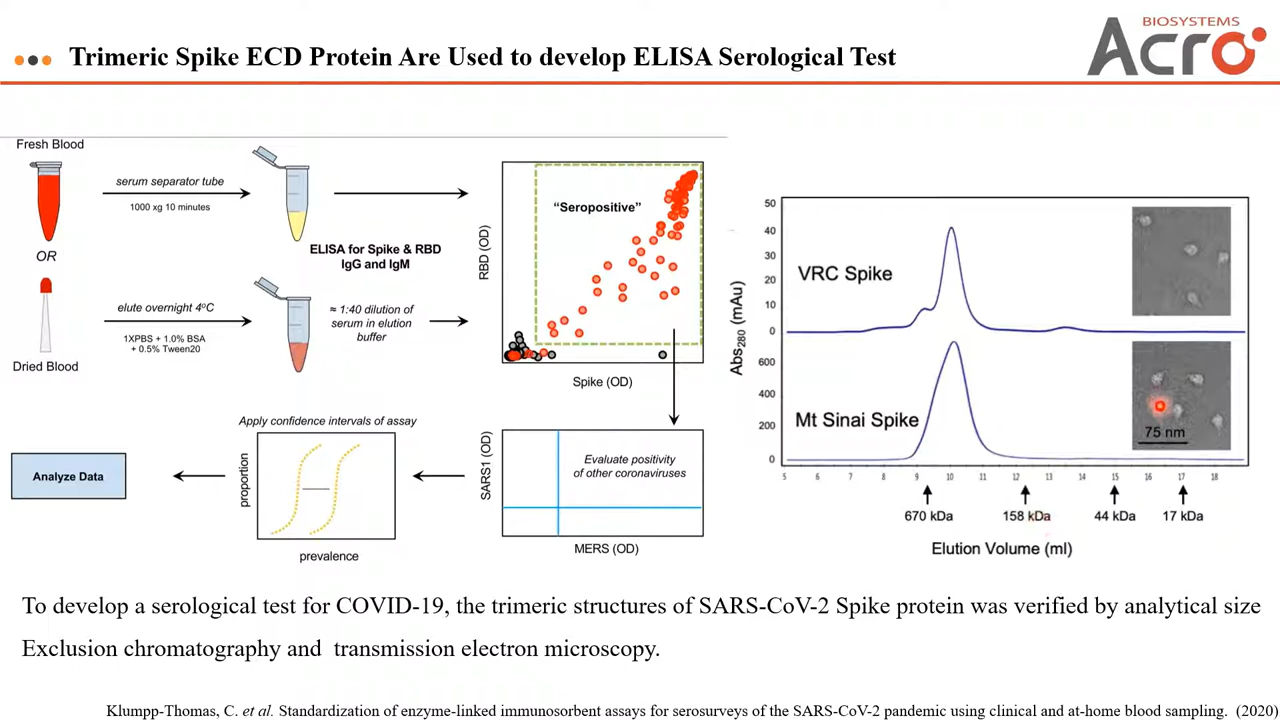 Trimeric Spike ECD Protein Are Used to develop ELISA Serological Test
BIOSYSTEMS
Acro
Fresh Blood
serum separator tube
1000 xg 10 minutes
OR
ELISA for Spike & RBD
IgG and IgM
elute overnight 4ºC
1XPBS + 1.0% BSA
+ 0.5% Tween20
≈ 1:40 dilution of
serum in elution
buffer
Dried Blood
RBD (OD)
“Seropositive”
Spike (OD)
SARS1 (OD)
Evaluate positivity
of other coronaviruses
MERS (OD)
Apply confidence intervals of assay
proportion
prevalence
Analyze Data
Abs280 (mAu)
50
40
30
20
10
0
VRC Spike
600
400
200
0
Mt Sinai Spike
75 nm
5 6 7 8 9 10 11 12 13 14 15 16 17 18
670 kDa 158 kDa 44 kDa 17 kDa
Elution Volume (ml)
To develop a serological test for COVID-19, the trimeric structures of SARS-CoV-2 Spike protein was verified by analytical size
Exclusion chromatography and transmission electron microscopy.
Klumpp-Thomas, C. et al. Standardization of enzyme-linked immunosorbent assays for serosurveys of the SARS-CoV-2 pandemic using clinical and at-home blood sampling. (2020)